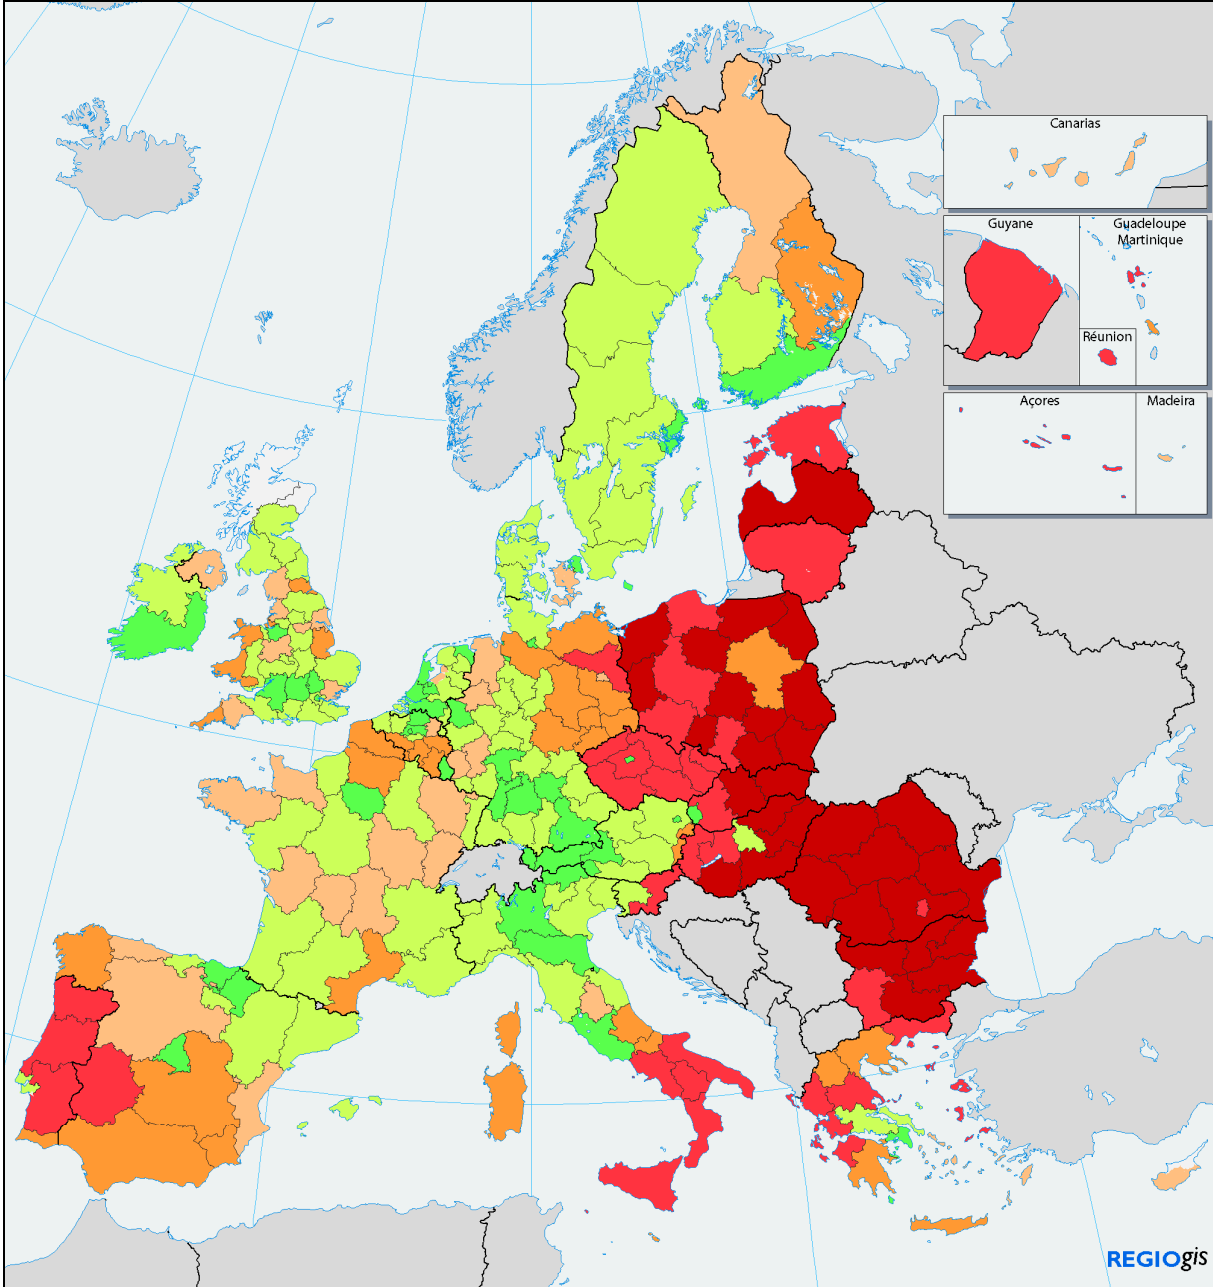 Canarias
Guyane
Guadeloupe
Martinique
Réunion
Açores
Madeira
REGIOgis